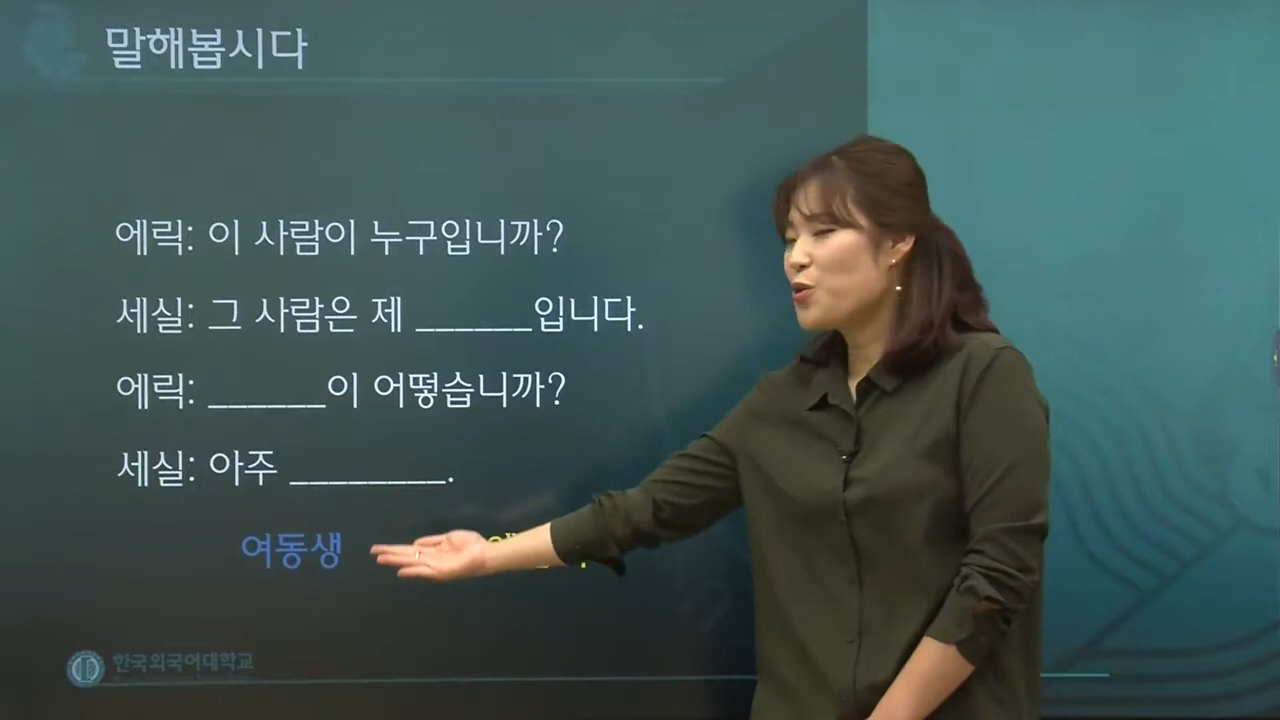 말해봅시다
에릭: 이 사람이 누구입니까?
세실: 그 사람은 제 ______입니다.
에릭: ______이 어떻습니까?
세실: 아주 ________.
여동생
한국외국어대학교